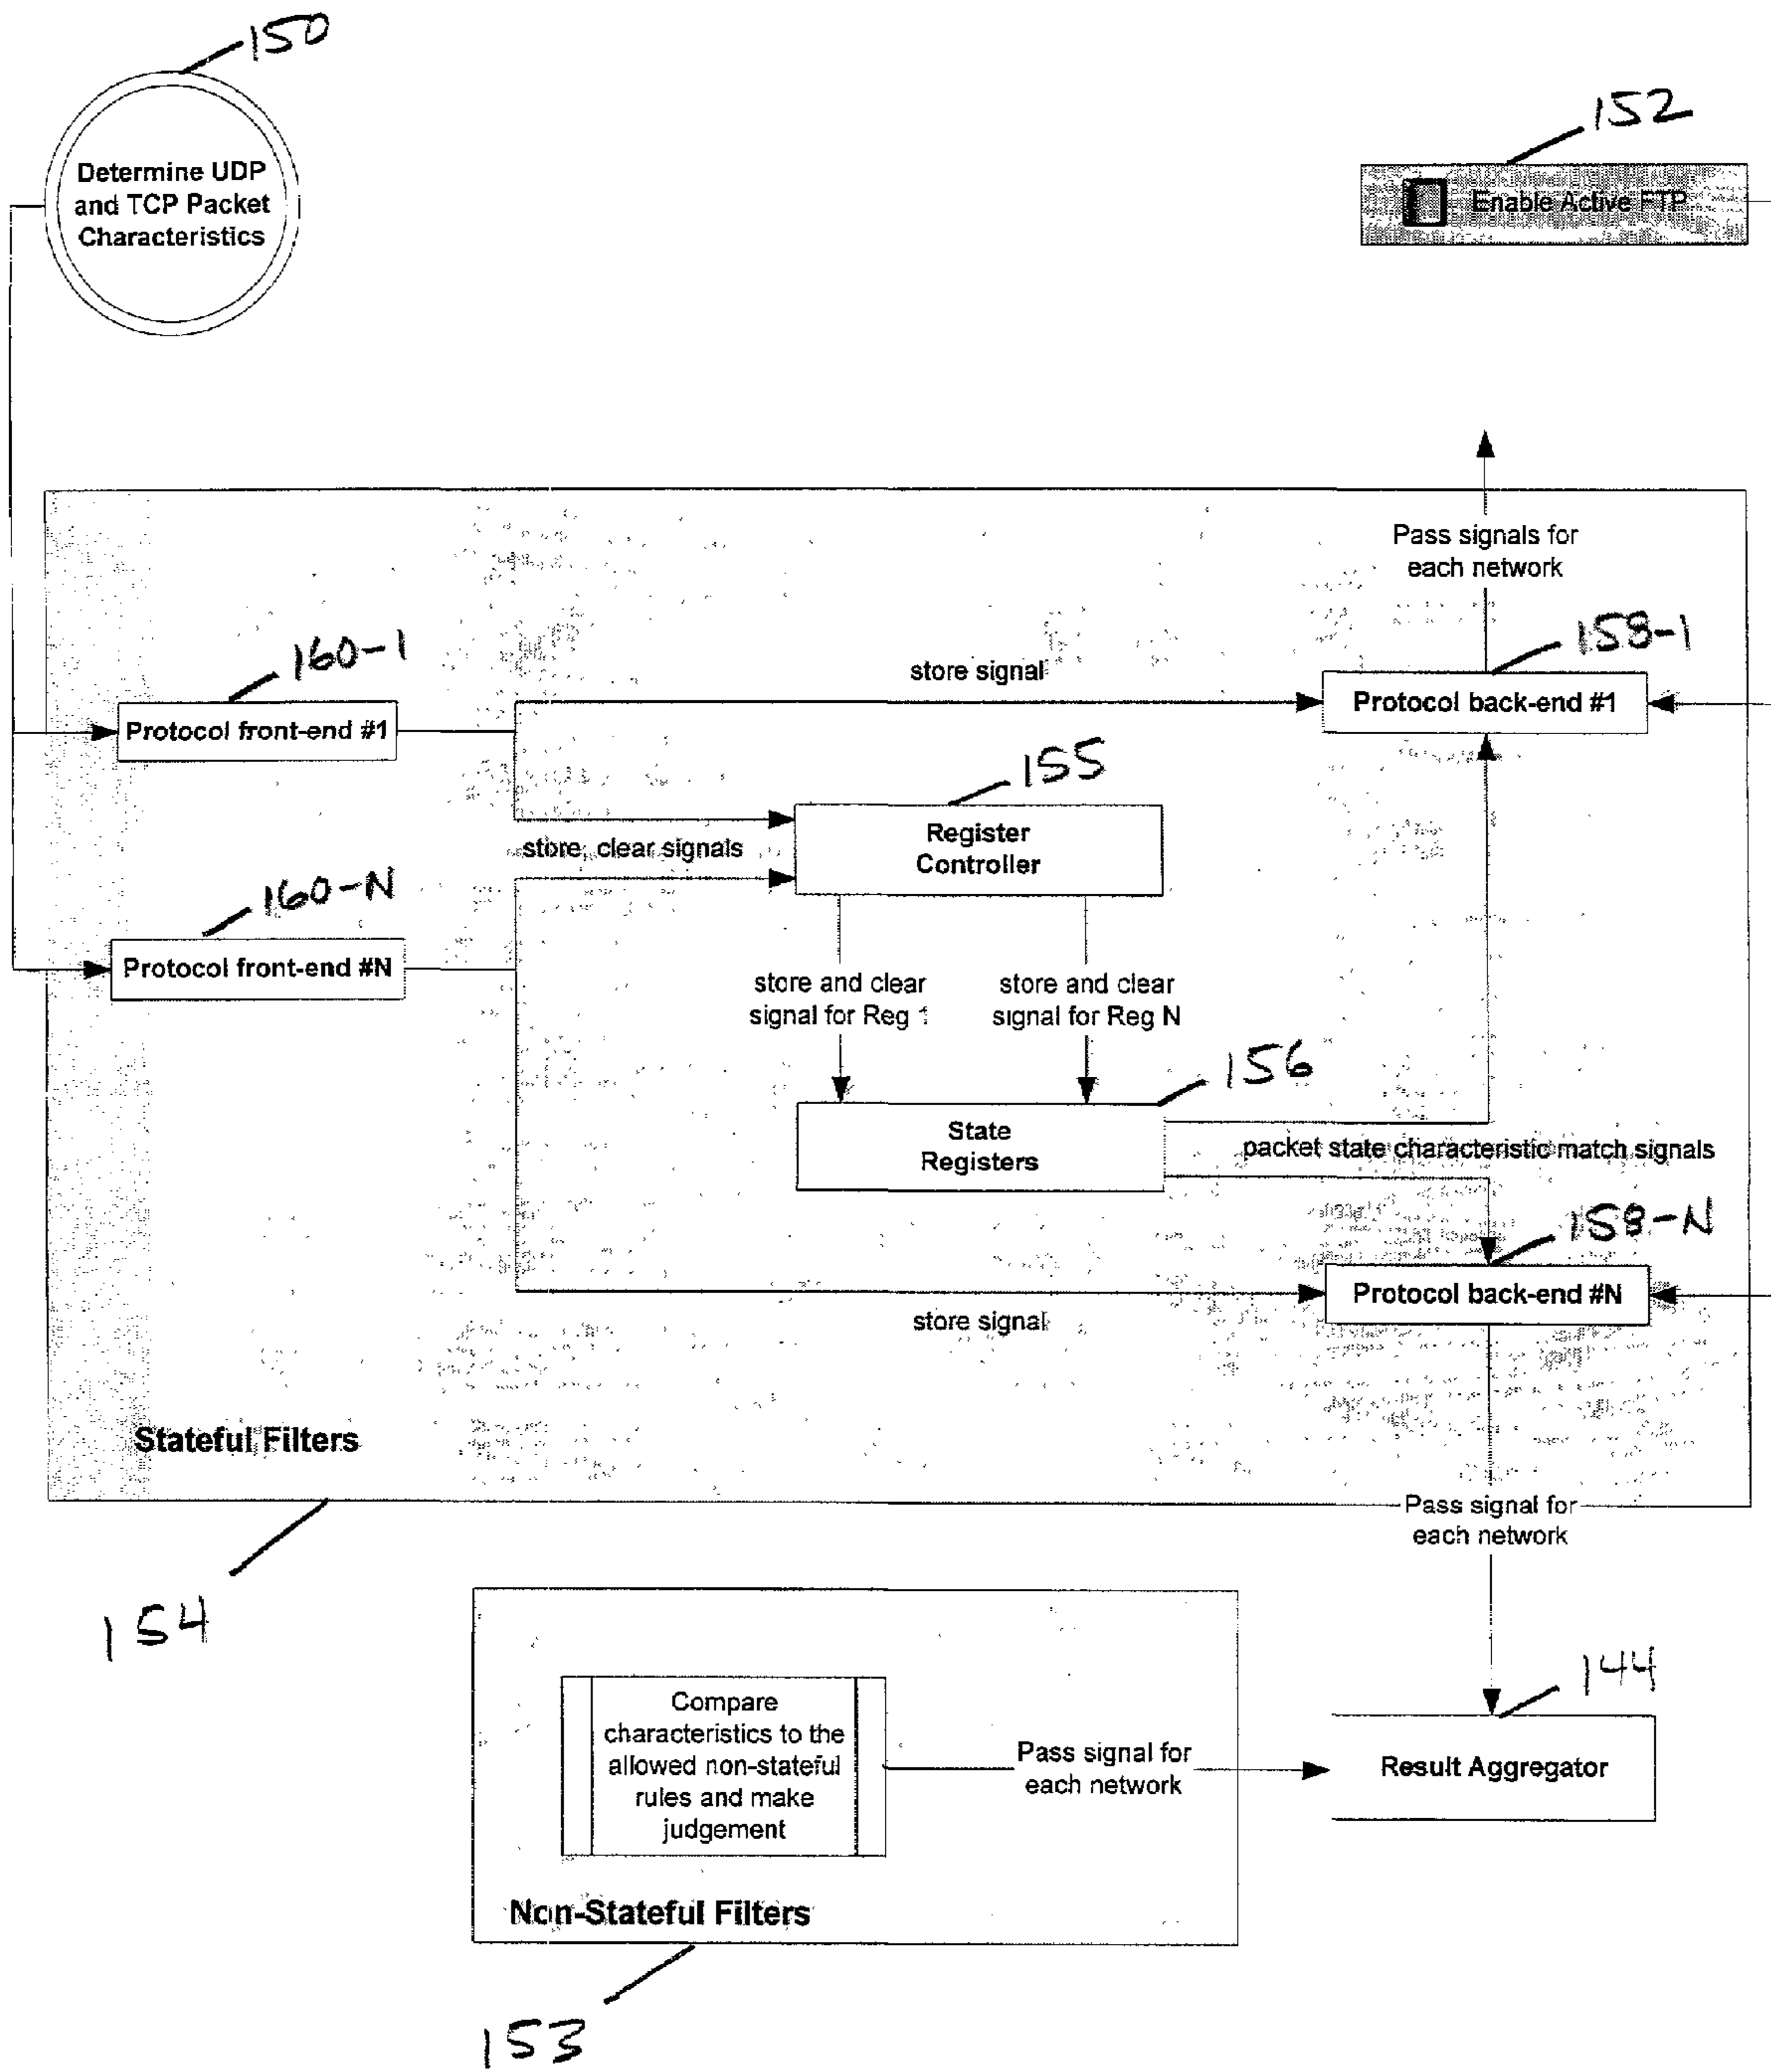 150
Determine UDP
and TCP Packet
Characteristics
152
Enable Active FTP
Pass signals for
each network
160-1
Protocol front-end #1
store signal
158-1
Protocol back-end #1
155
Register
Controller
store, clear signals
160-N
Protocol front-end #N
store and clear
signal for Reg 1
store and clear
signal for Reg N
156
State
Registers
packet state characteristic match signals
158-N
Protocol back-end #N
store signal
Stateful Filters
154
Pass signal for
each network
144
Result Aggregator
Compare
characteristics to the
allowed non-stateful
rules and make
judgement
Pass signal for
each network
Non-Stateful Filters
153